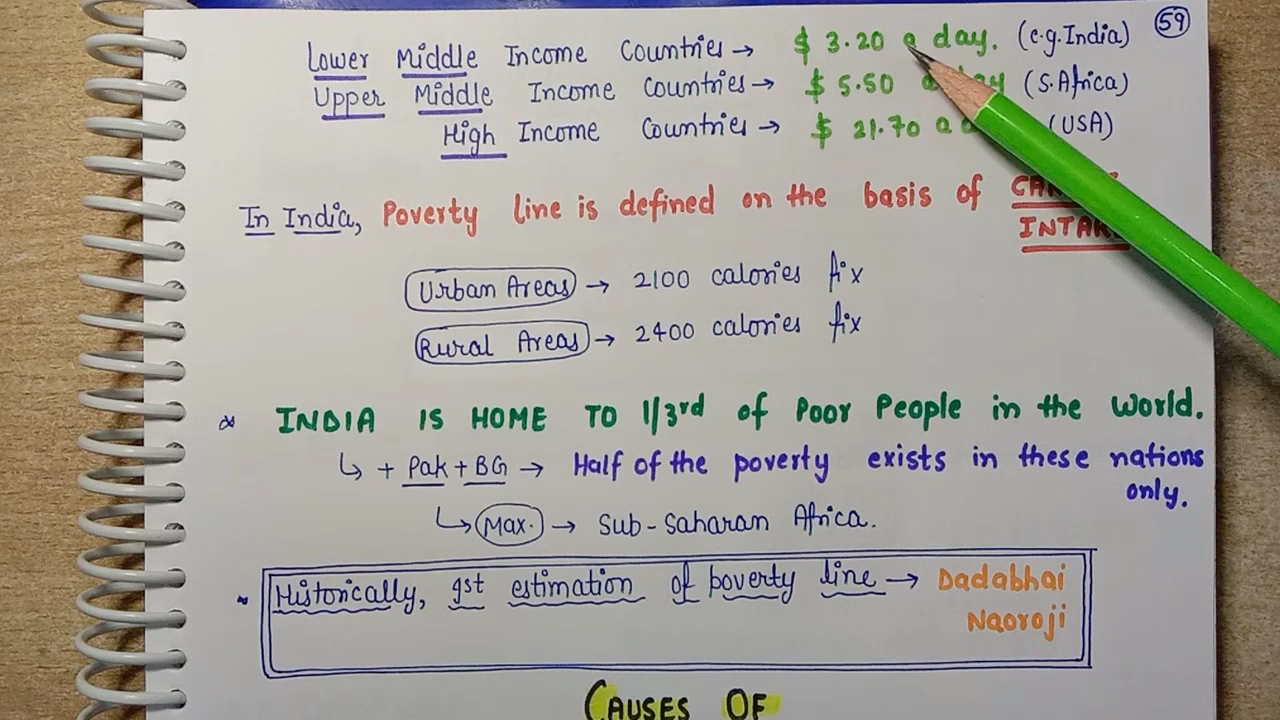 59
Lower Middle Income Countries → $ 3.20 a day. (e.g. India)
Upper Middle Income Countries → $ 5.50 (S. Africa)
High Income Countries → $ 21.70 a (USA)
In India, Poverty line is defined on the basis of
Urban Areas → 2100 calories fix
Rural Areas → 2400 calories fix
INDIA IS HOME TO 1/3rd of Poor People in the World.
↳ + Pak + BG → Half of the poverty exists in these nations
only.
↳ Max. → Sub-Saharan Africa.
Historically, 1st estimation of poverty line → Dadabhai
Naoroji
CAUSES OF